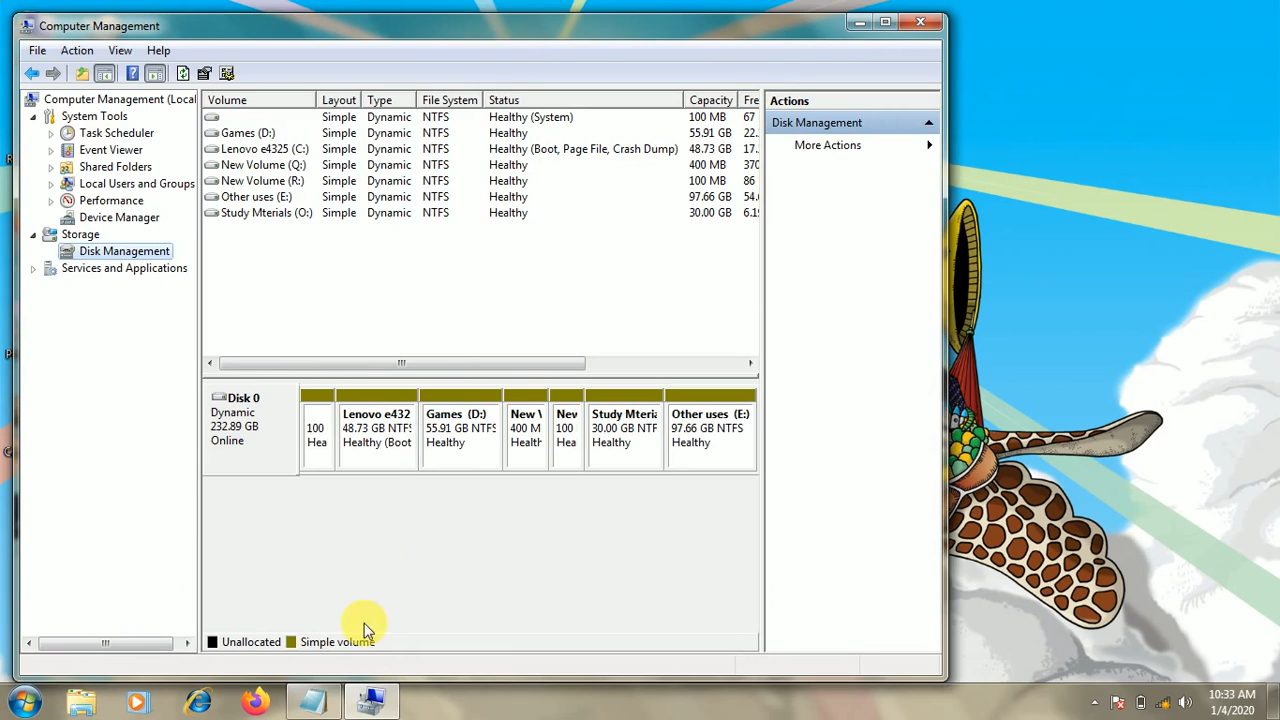 Computer Management
File Action View Help
Computer Management (Local
System Tools
Task Scheduler
Event Viewer
Shared Folders
Local Users and Groups
Performance
Device Manager
Storage
Disk Management
Services and Applications
Volume Layout Type File System Status Capacity Fre
Simple Dynamic NTFS Healthy (System) 100 MB 67
Games (D:) Simple Dynamic NTFS Healthy 55.91 GB 22.
Lenovo e4325 (C:) Simple Dynamic NTFS Healthy (Boot, Page File, Crash Dump) 48.73 GB 17.
New Volume (Q:) Simple Dynamic NTFS Healthy 400 MB 370
New Volume (R:) Simple Dynamic NTFS Healthy 100 MB 86
Other uses (E:) Simple Dynamic NTFS Healthy 97.66 GB 54.
Study Mterials (O:) Simple Dynamic NTFS Healthy 30.00 GB 6.19
Disk 0
Dynamic
232.89 GB
Online
100
Hea
Lenovo e432
48.73 GB NTFS
Healthy (Boot
Games (D:)
55.91 GB NTFS
Healthy
New V
400 M
Health
Nev
100
Hea
Study Mteria
30.00 GB NTF
Healthy
Other uses (E:)
97.66 GB NTFS
Healthy
Unallocated Simple volume
Actions
Disk Management
More Actions
10:33 AM
1/4/2020